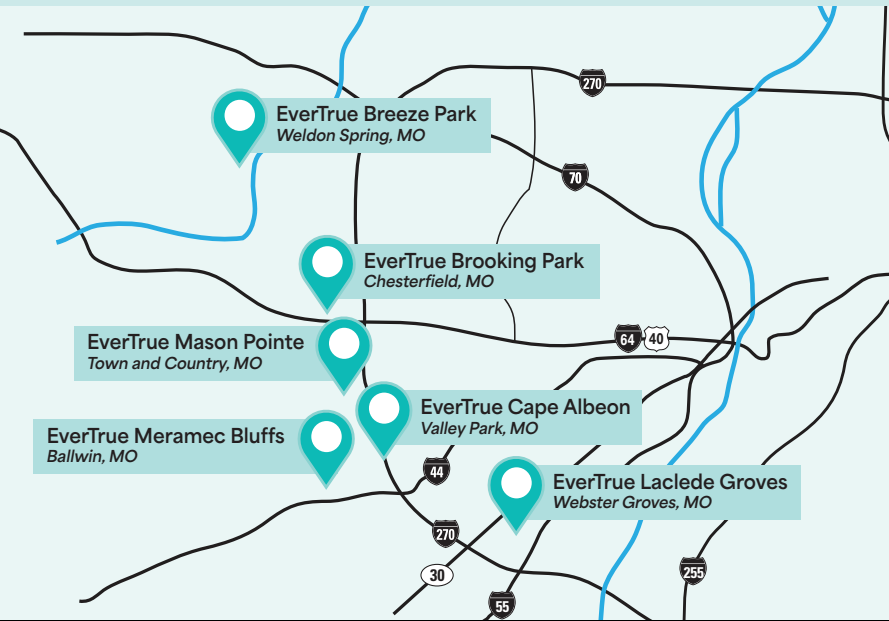 270
EverTrue Breeze Park
Weldon Spring, MO
70
EverTrue Brooking Park
Chesterfield, MO
EverTrue Mason Pointe
Town and Country, MO
64 40
EverTrue Cape Albeon
Valley Park, MO
EverTrue Meramec Bluffs
Ballwin, MO
44
EverTrue Laclede Groves
Webster Groves, MO
270
30
255
55